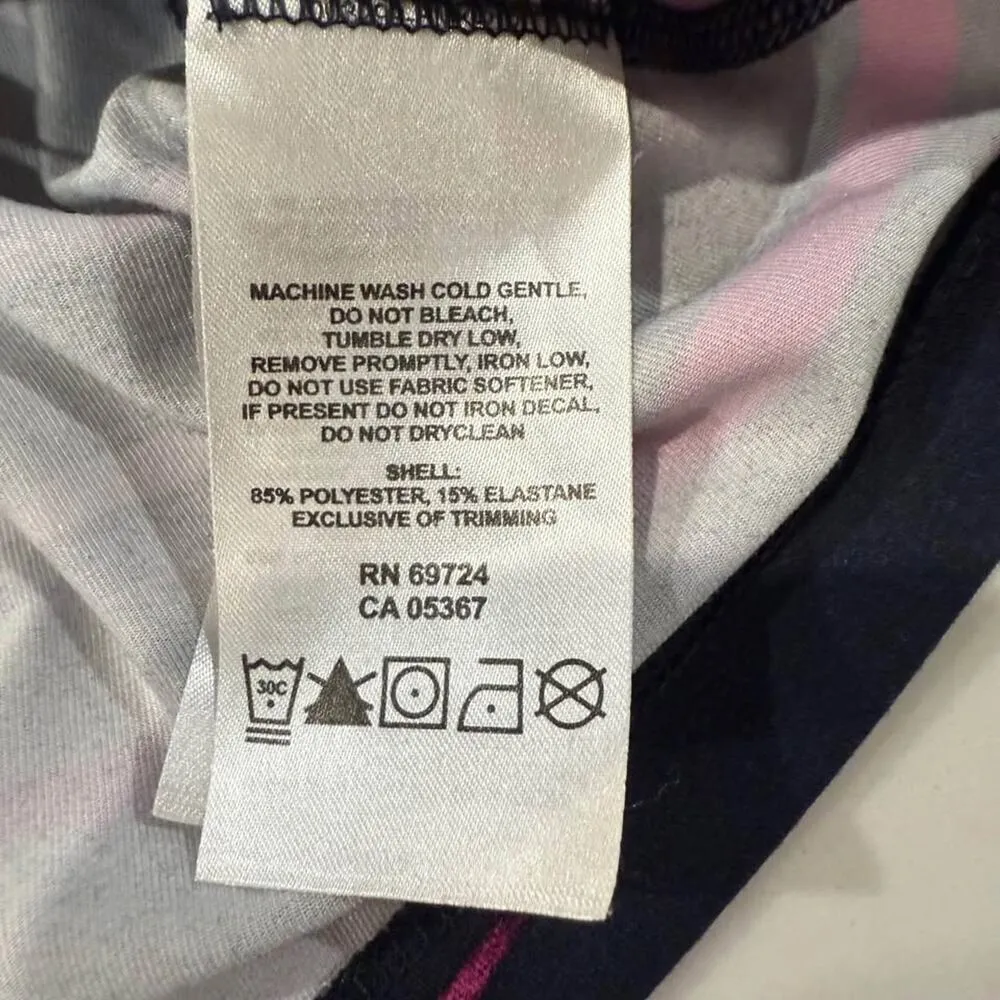 MACHINE WASH COLD GENTLE,
DO NOT BLEACH,
TUMBLE DRY LOW,
REMOVE PROMPTLY, IRON LOW,
DO NOT USE FABRIC SOFTENER,
IF PRESENT DO NOT IRON DECAL,
DO NOT DRYCLEAN
SHELL:
85% POLYESTER, 15% ELASTANE
EXCLUSIVE OF TRIMMING
RN 69724
CA 05367
30C